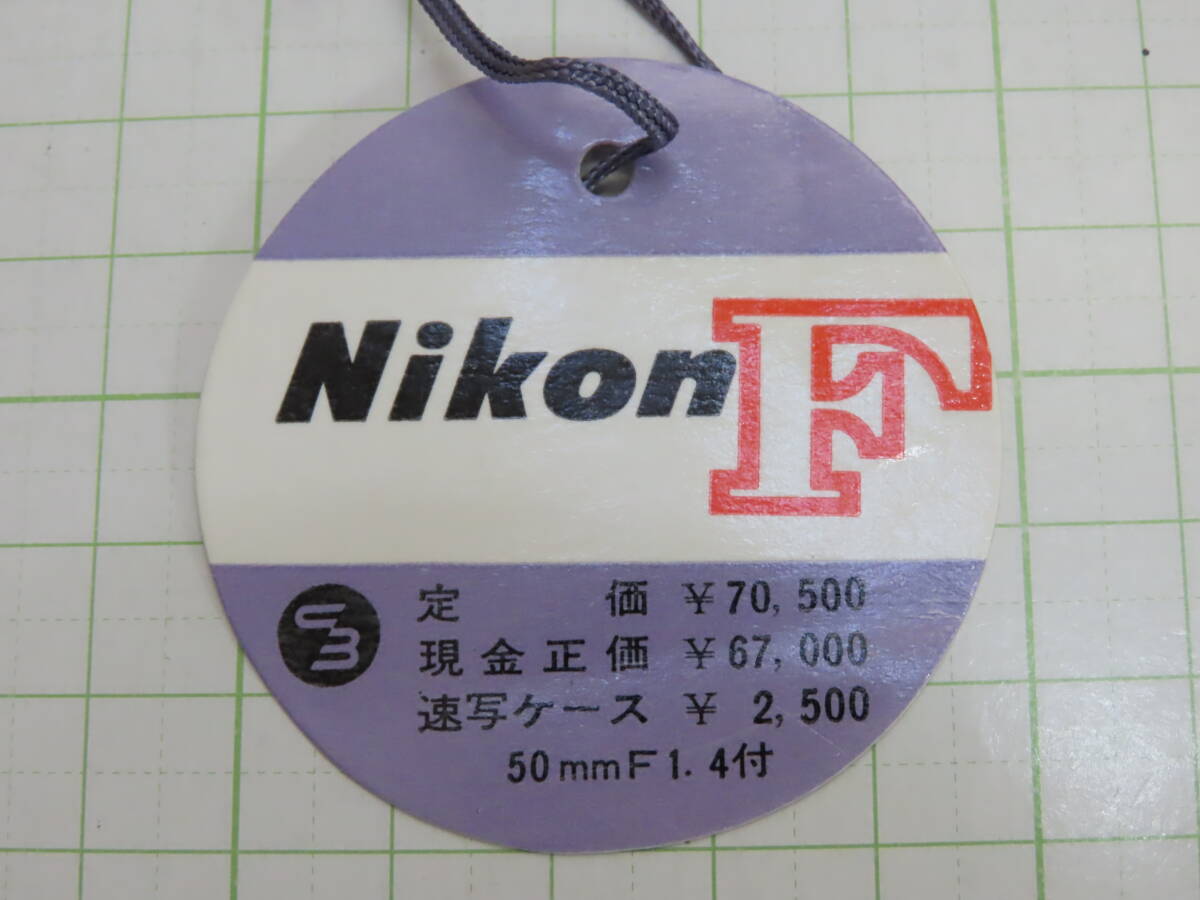 Nikon F
定価 ¥70,500
現金正価 ¥67,000
速写ケース ¥ 2,500
50mmF1.4付